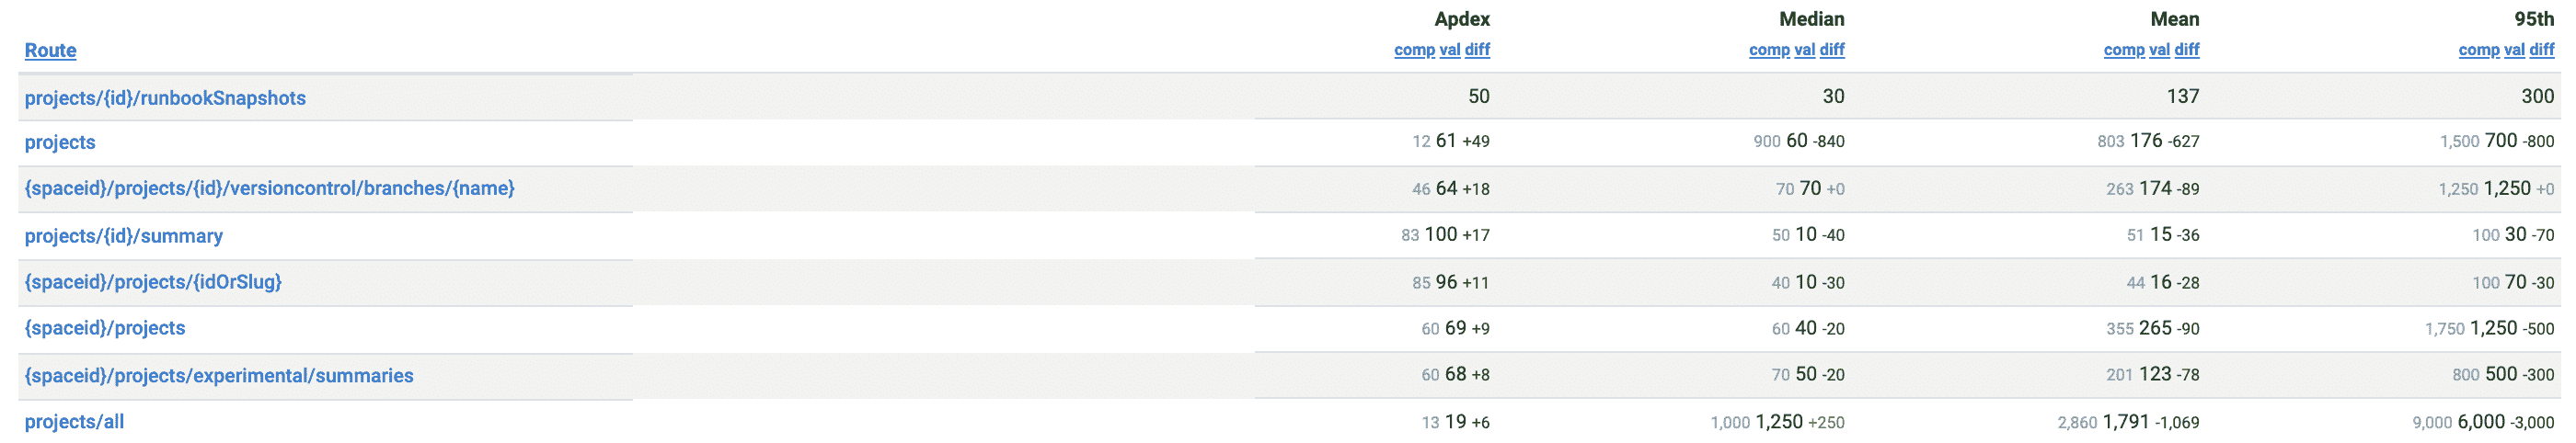 Apdex Median Mean 95th
Route comp val diff comp val diff comp val diff comp val diff
projects/{id}/runbookSnapshots 50 30 137 300
projects 12 61 +49 900 60 -840 803 176 -627 1,500 700 -800
{spaceid}/projects/{id}/versioncontrol/branches/{name} 46 64 +18 70 70 +0 263 174 -89 1,250 1,250 +0
projects/{id}/summary 83 100 +17 50 10 -40 51 15 -36 100 30 -70
{spaceid}/projects/{idOrSlug} 85 96 +11 40 10 -30 44 16 -28 100 70 -30
{spaceid}/projects 60 69 +9 60 40 -20 355 265 -90 1,750 1,250 -500
{spaceid}/projects/experimental/summaries 60 68 +8 70 50 -20 201 123 -78 800 500 -300
projects/all 13 19 +6 1,000 1,250 +250 2,860 1,791 -1,069 9,000 6,000 -3,000